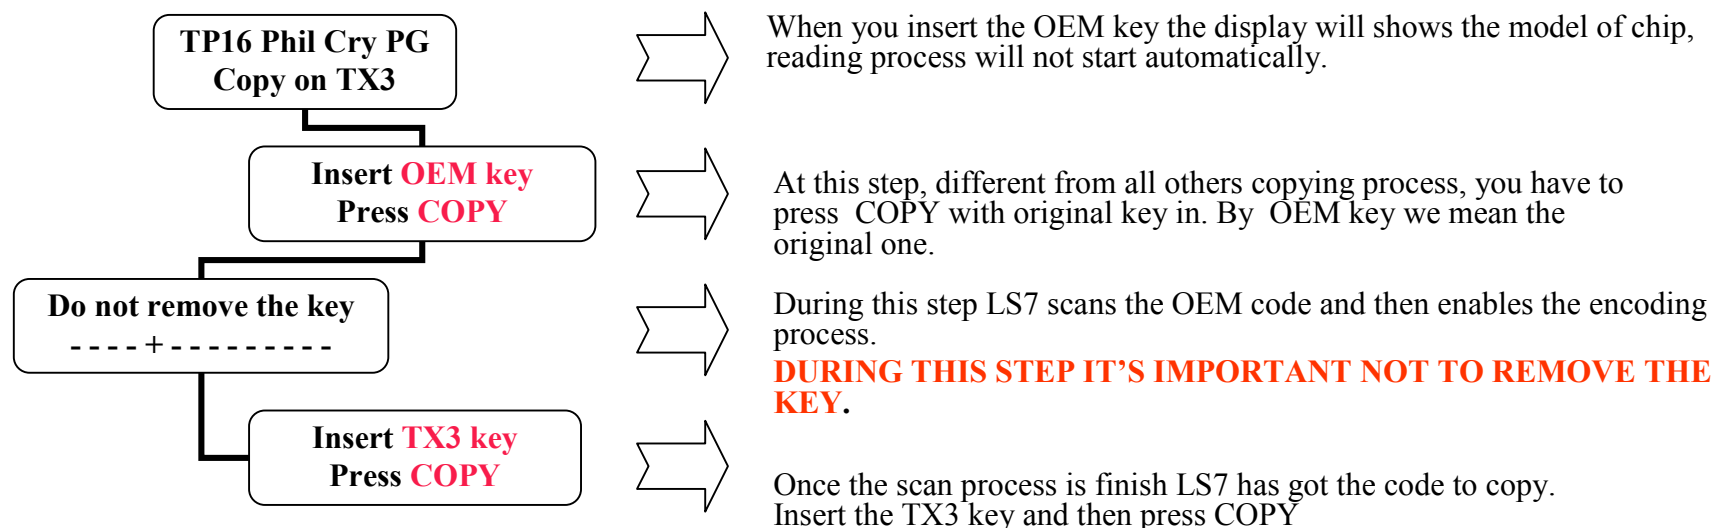 TP16 Phil Cry PG
Copy on TX3
When you insert the OEM key the display will shows the model of chip,
reading process will not start automatically.
Insert OEM key
Press COPY
At this step, different from all others copying process, you have to
press  COPY with original key in. By  OEM key we mean the
original one.
Do not remove the key
- - - - + - - - - - - - - -
During this step LS7 scans the OEM code and then enables the encoding
process.
DURING THIS STEP IT’S IMPORTANT NOT TO REMOVE THE
KEY.
Insert TX3 key
Press COPY
Once the scan process is finish LS7 has got the code to copy.
Insert the TX3 key and then press COPY